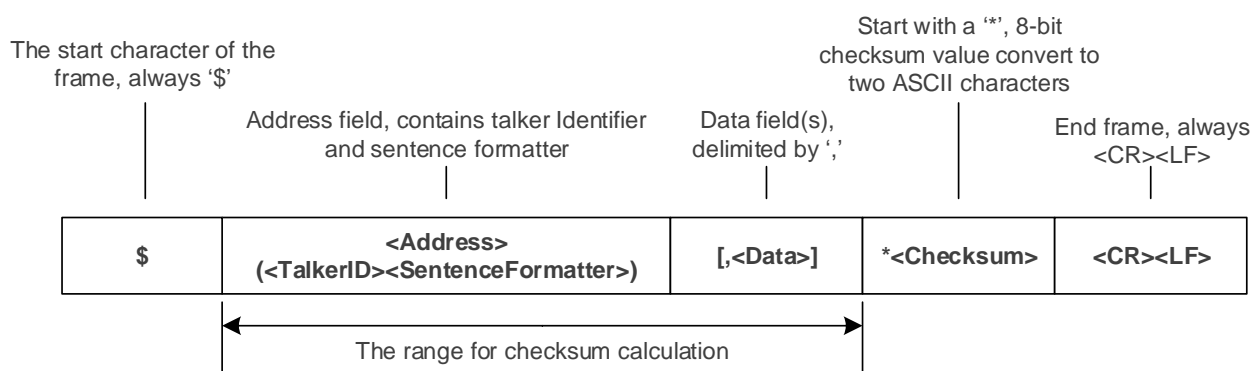 The start character of the
frame, always ‘$’
Address field, contains talker Identifier
and sentence formatter
Data field(s),
delimited by ‘,’
Start with a ‘*’, 8-bit
checksum value convert to
two ASCII characters
End frame, always
<CR><LF>
$
<Address>
(<TalkerID><SentenceFormatter>)
[,<Data>]
*<Checksum>
<CR><LF>
The range for checksum calculation